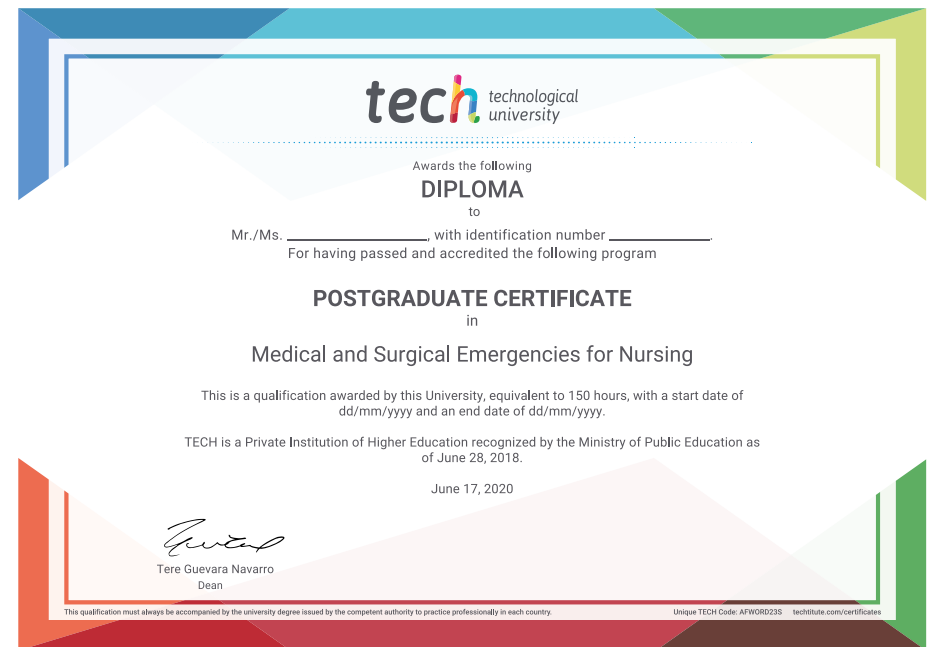 tech technological
university
Awards the following
DIPLOMA
to
Mr./Ms. ____________________, with identification number ______________.
For having passed and accredited the following program
POSTGRADUATE CERTIFICATE
in
Medical and Surgical Emergencies for Nursing
This is a qualification awarded by this University, equivalent to 150 hours, with a start date of
dd/mm/yyyy and an end date of dd/mm/yyyy.
TECH is a Private Institution of Higher Education recognized by the Ministry of Public Education as
of June 28, 2018.
June 17, 2020
Tere Guevara Navarro
Dean
This qualification must always be accompanied by the university degree issued by the competent authority to practice professionally in each country.
Unique TECH Code: AFWORD23S techtitute.com/certificates